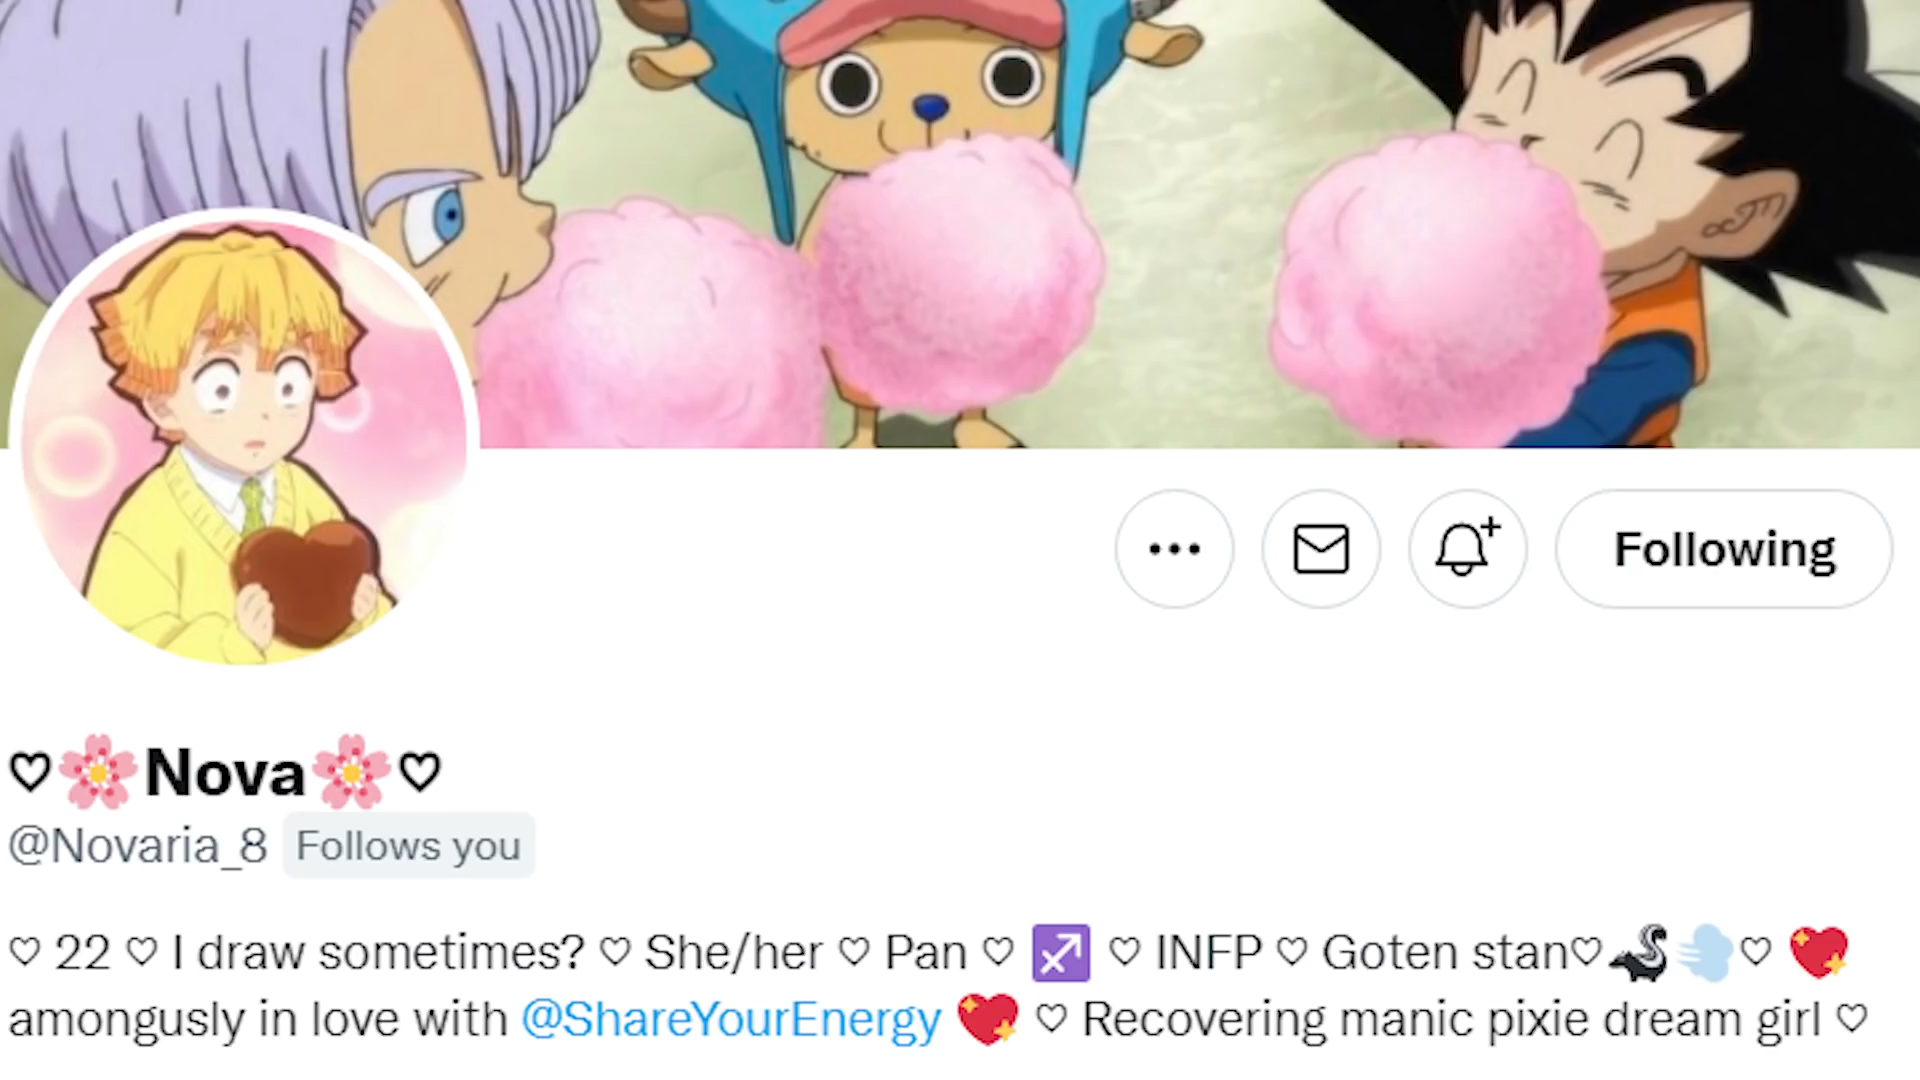 ♡🌸Nova🌸♡
@Novaria_8 Follows you
Following
♡ 22 ♡ I draw sometimes? ♡ She/her ♡ Pan ♡ ♐ ♡ INFP ♡ Goten stan♡🦨💨♡ 💖
amongusly in love with @ShareYourEnergy 💖 ♡ Recovering manic pixie dream girl ♡